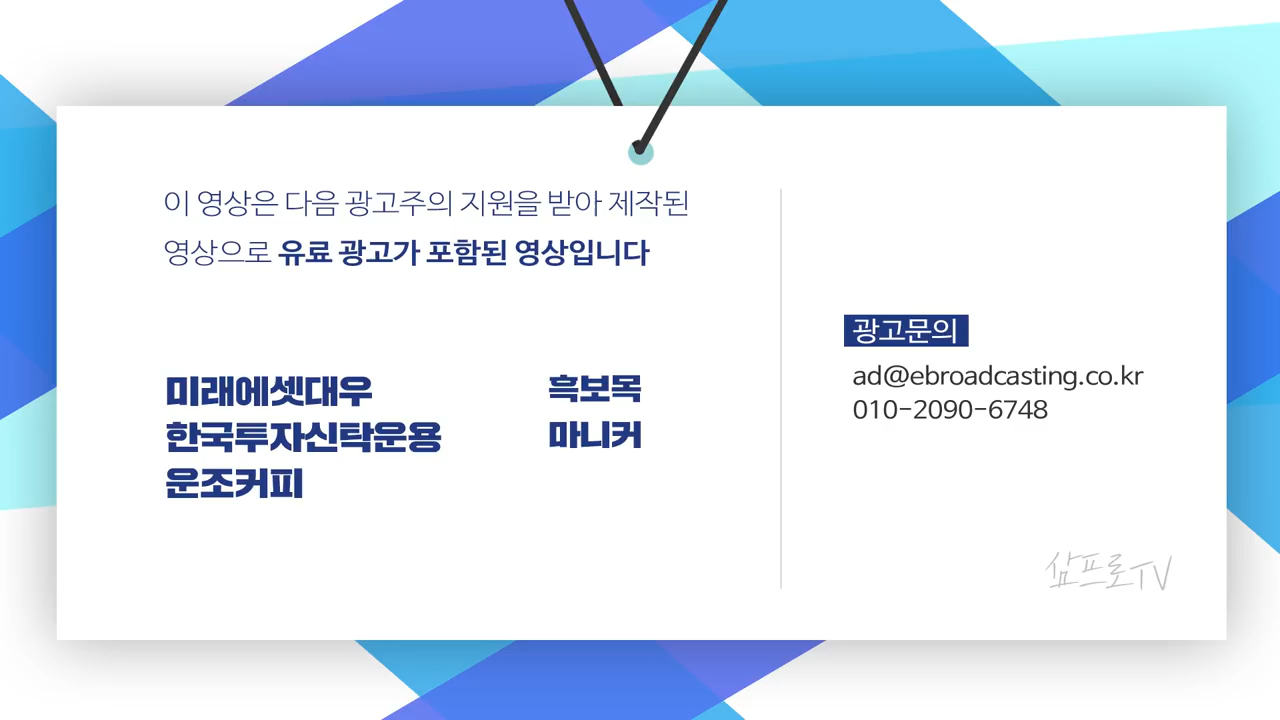 이 영상은 다음 광고주의 지원을 받아 제작된
영상으로 유료 광고가 포함된 영상입니다
미래에셋대우
한국투자신탁운용
운조커피
흑보목
마니커
광고문의
ad@ebroadcasting.co.kr
010-2090-6748
삼프로TV